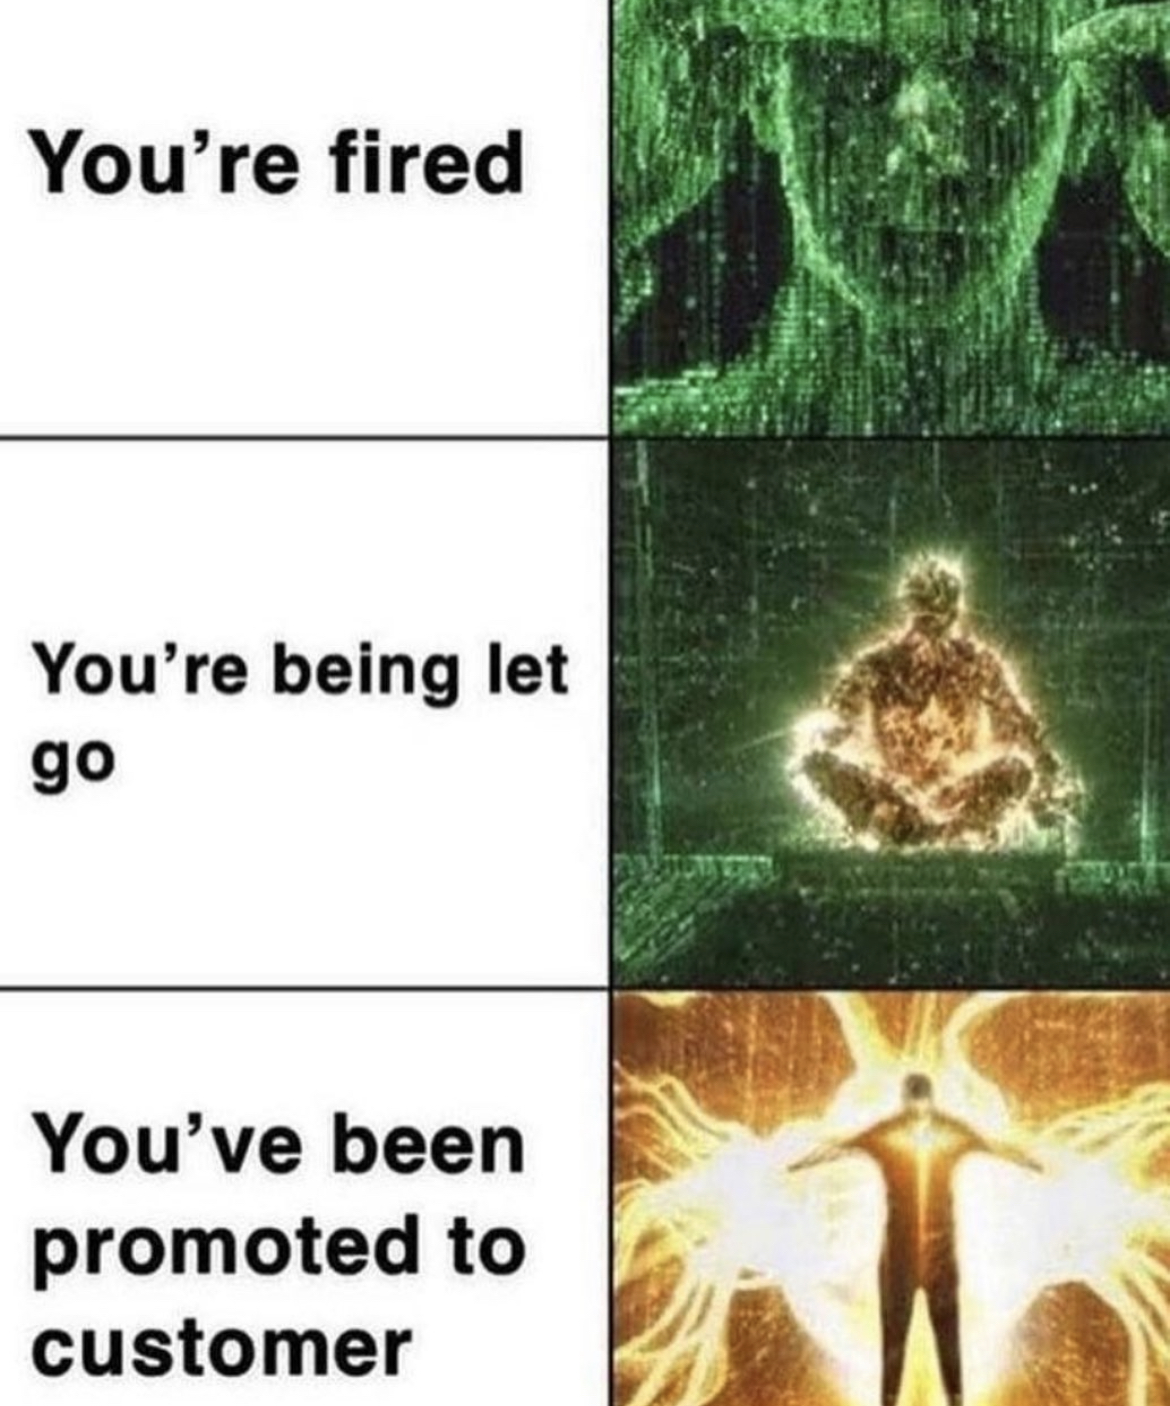 You’re fired
You’re being let
go
You’ve been
promoted to
customer